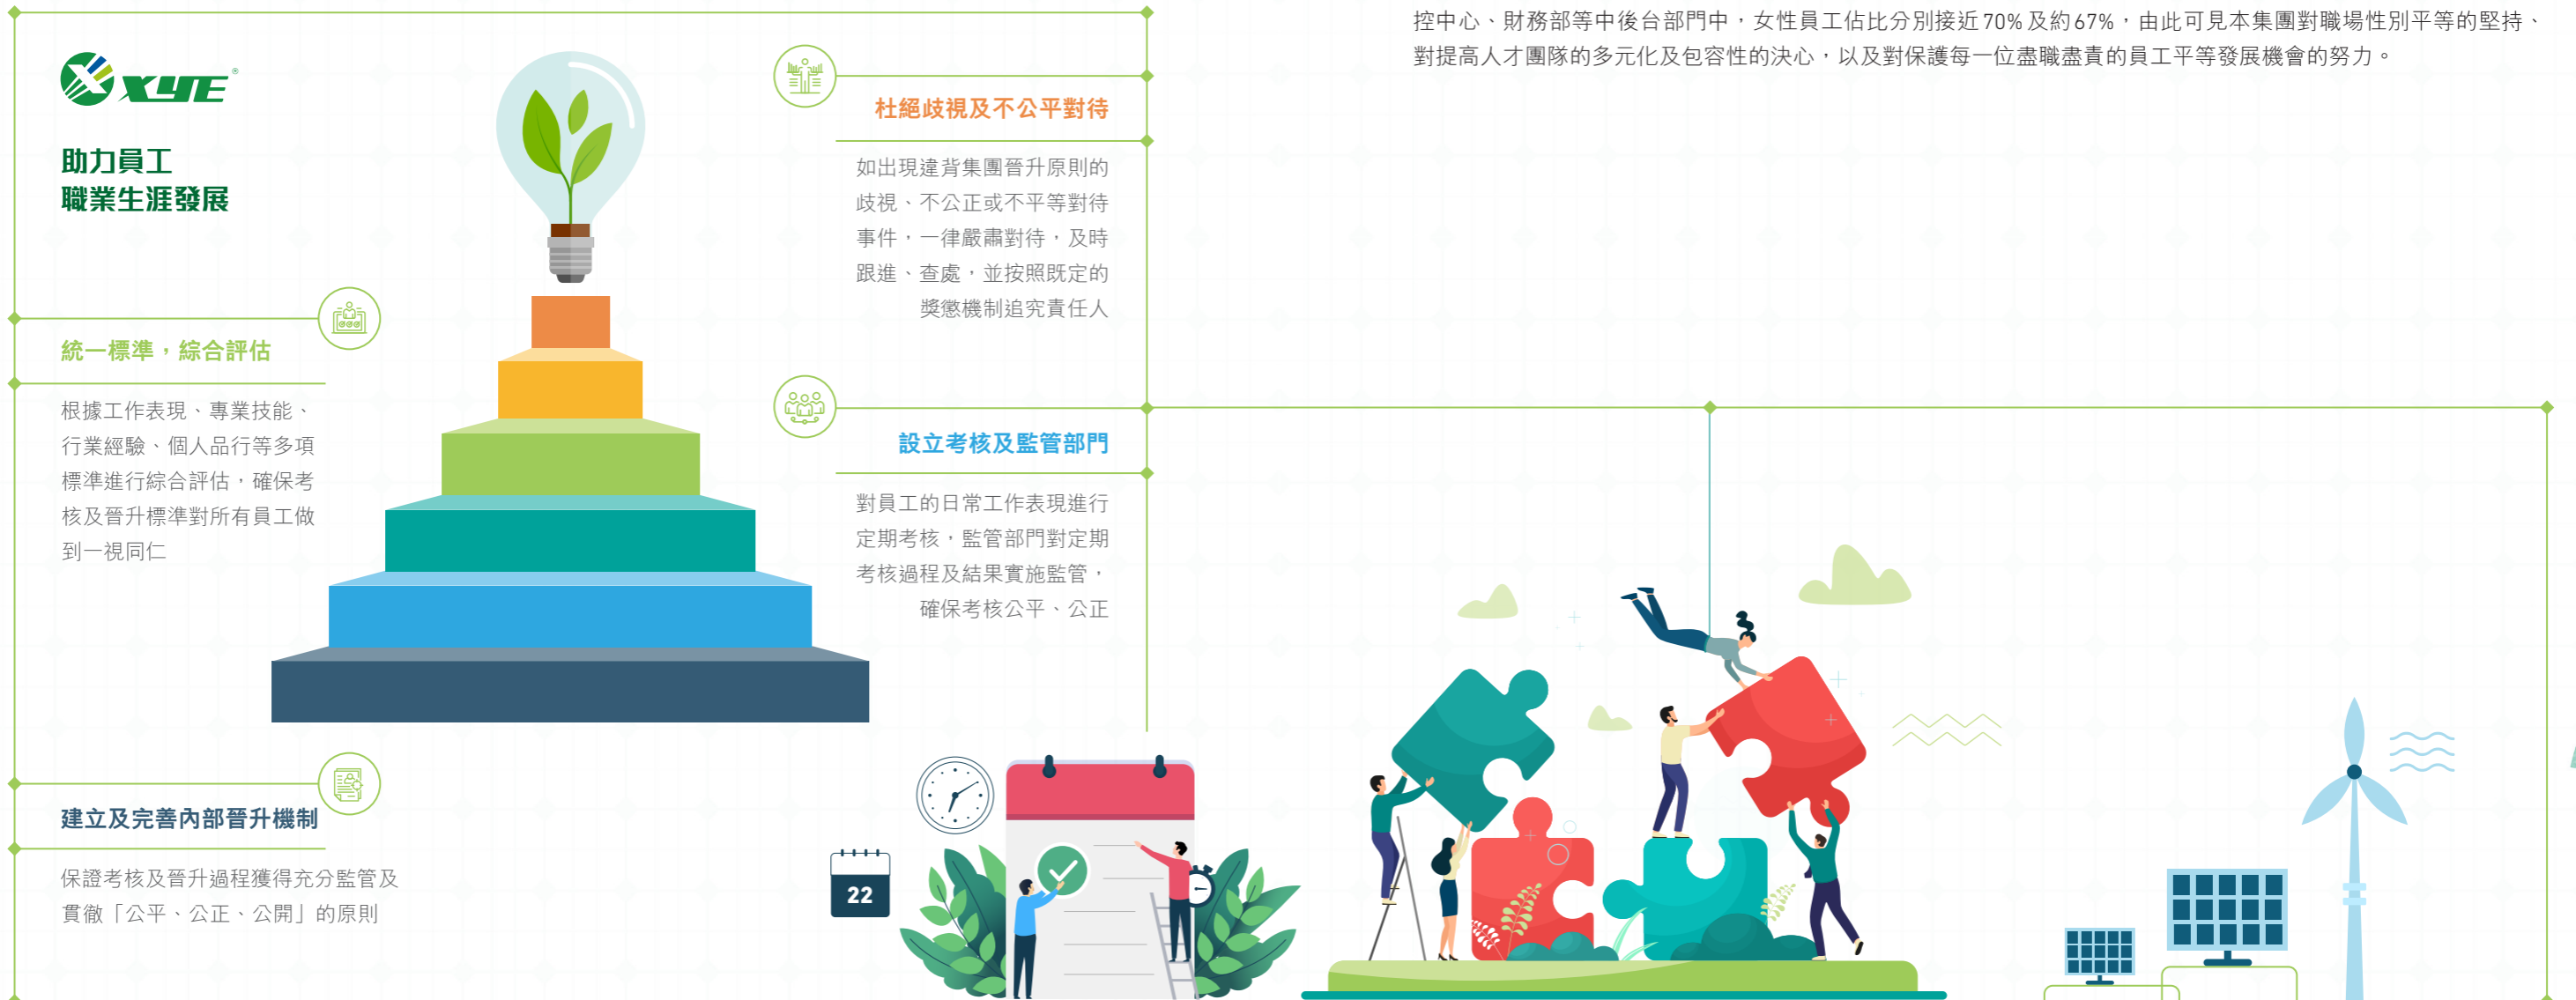 XYE®
助力員工
職業生涯發展
統一標準，綜合評估
根據工作表現、專業技能、
行業經驗、個人品行等多項
標準進行綜合評估，確保考
核及晉升標準對所有員工做
到一視同仁
建立及完善內部晉升機制
保證考核及晉升過程獲得充分監管及
貫徹「公平、公正、公開」的原則
杜絕歧視及不公平對待
如出現違背集團晉升原則的
歧視、不公正或不平等對待
事件，一律嚴肅對待，及時
跟進、查處，並按照既定的
獎懲機制追究責任人
設立考核及監管部門
對員工的日常工作表現進行
定期考核，監管部門對定期
考核過程及結果實施監管，
確保考核公平、公正
22
控中心、財務部等中後台部門中，女性員工佔比分別接近70%及約67%，由此可見本集團對職場性別平等的堅持、
對提高人才團隊的多元化及包容性的決心，以及對保護每一位盡職盡責的員工平等發展機會的努力。